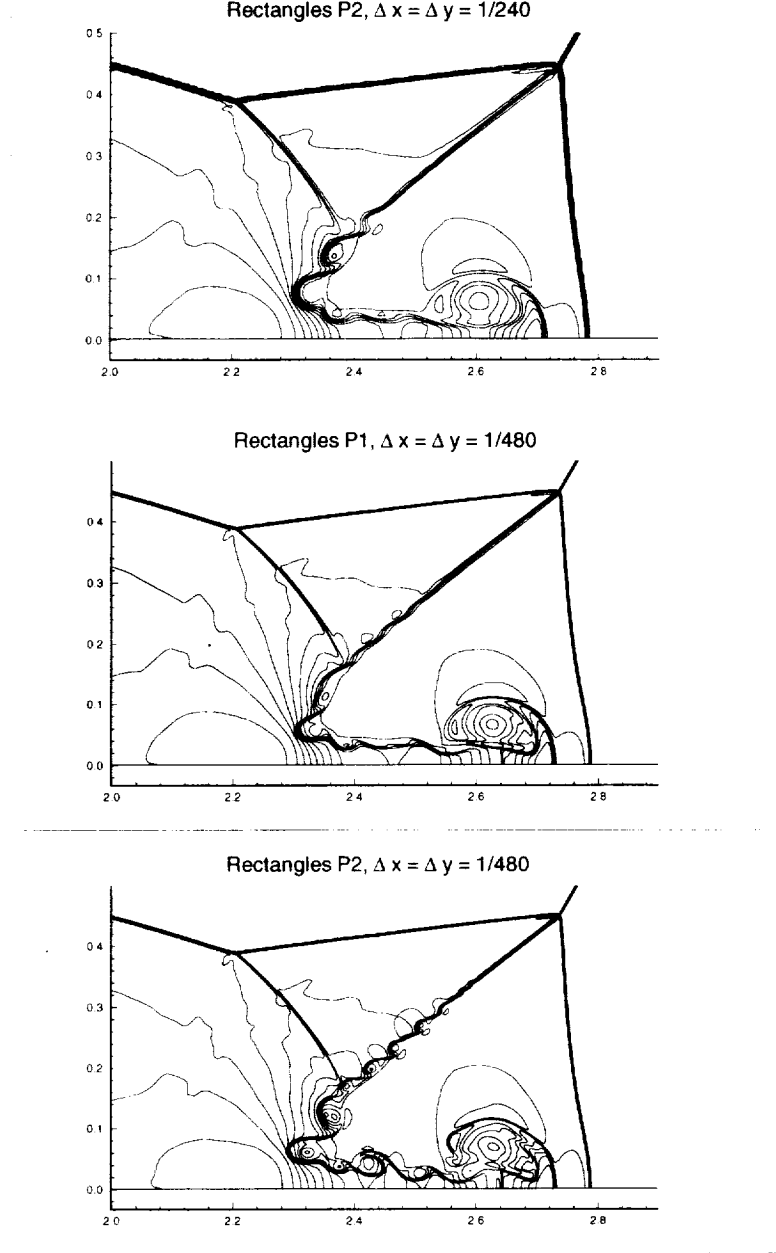 Rectangles P2, Δ x = Δ y = 1/240
0.5
0.4
0.3
0.2
0.1
0.0
2.0 2.2 2.4 2.6 2.8
Rectangles P1, Δ x = Δ y = 1/480
0.4
0.3
0.2
0.1
0.0
2.0 2.2 2.4 2.6 2.8
Rectangles P2, Δ x = Δ y = 1/480
0.4
0.3
0.2
0.1
0.0
2.0 2.2 2.4 2.6 2.8